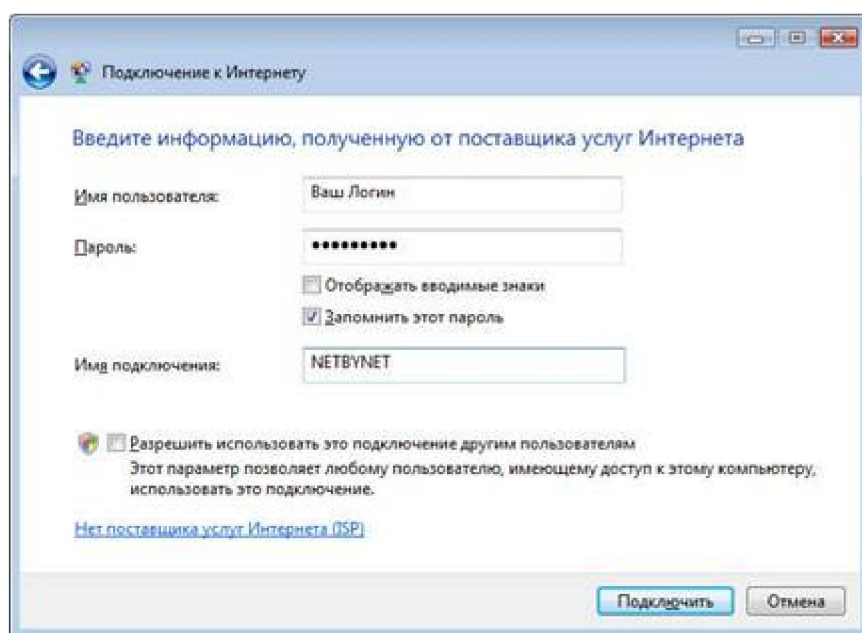 Подключение к Интернету
Введите информацию, полученную от поставщика услуг Интернета
Имя пользователя: Ваш Логин
Пароль: •••••••••
Отображать вводимые знаки
Запомнить этот пароль
Имя подключения: NETBYNET
Разрешить использовать это подключение другим пользователям
Этот параметр позволяет любому пользователю, имеющему доступ к этому компьютеру,
использовать это подключение.
Нет поставщика услуг Интернета (ISP)
Подключить Отмена